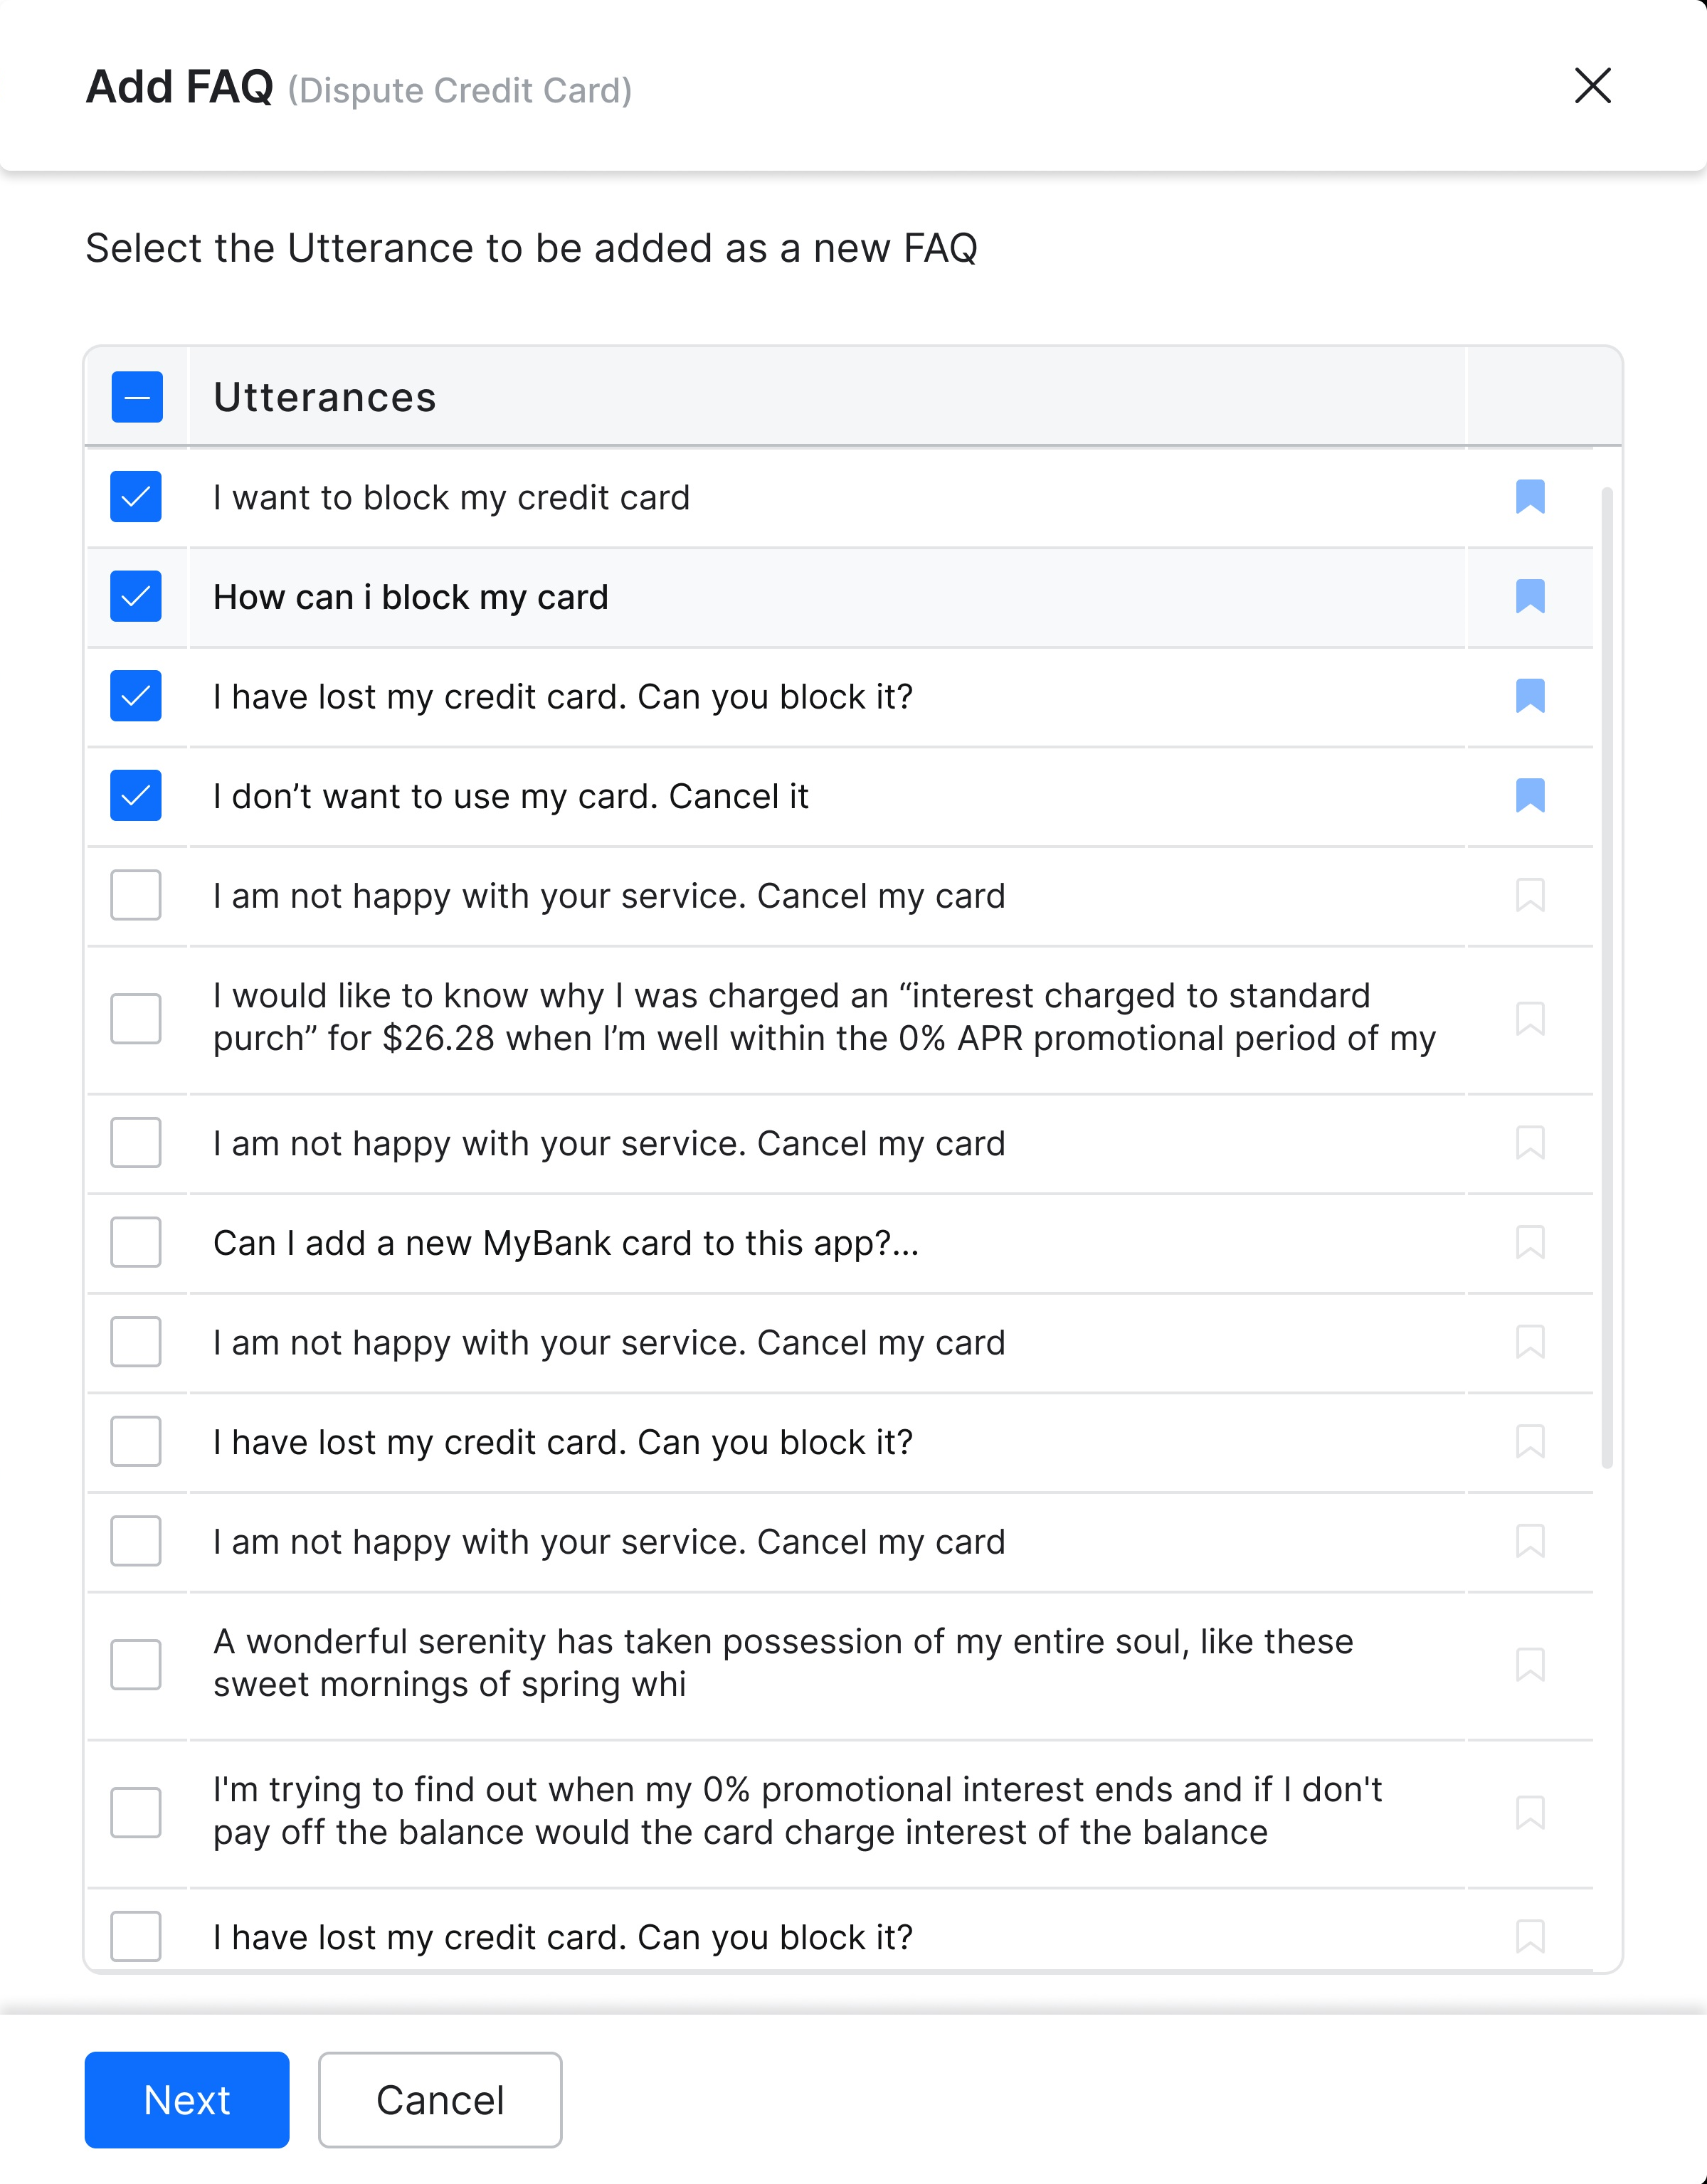 Add FAQ (Dispute Credit Card)
Select the Utterance to be added as a new FAQ
Utterances
I want to block my credit card
How can i block my card
I have lost my credit card. Can you block it?
I don’t want to use my card. Cancel it
I am not happy with your service. Cancel my card
I would like to know why I was charged an “interest charged to standard
purch” for $26.28 when I’m well within the 0% APR promotional period of my
I am not happy with your service. Cancel my card
Can I add a new MyBank card to this app?...
I am not happy with your service. Cancel my card
I have lost my credit card. Can you block it?
I am not happy with your service. Cancel my card
A wonderful serenity has taken possession of my entire soul, like these
sweet mornings of spring whi
I'm trying to find out when my 0% promotional interest ends and if I don't
pay off the balance would the card charge interest of the balance
I have lost my credit card. Can you block it?
Next Cancel